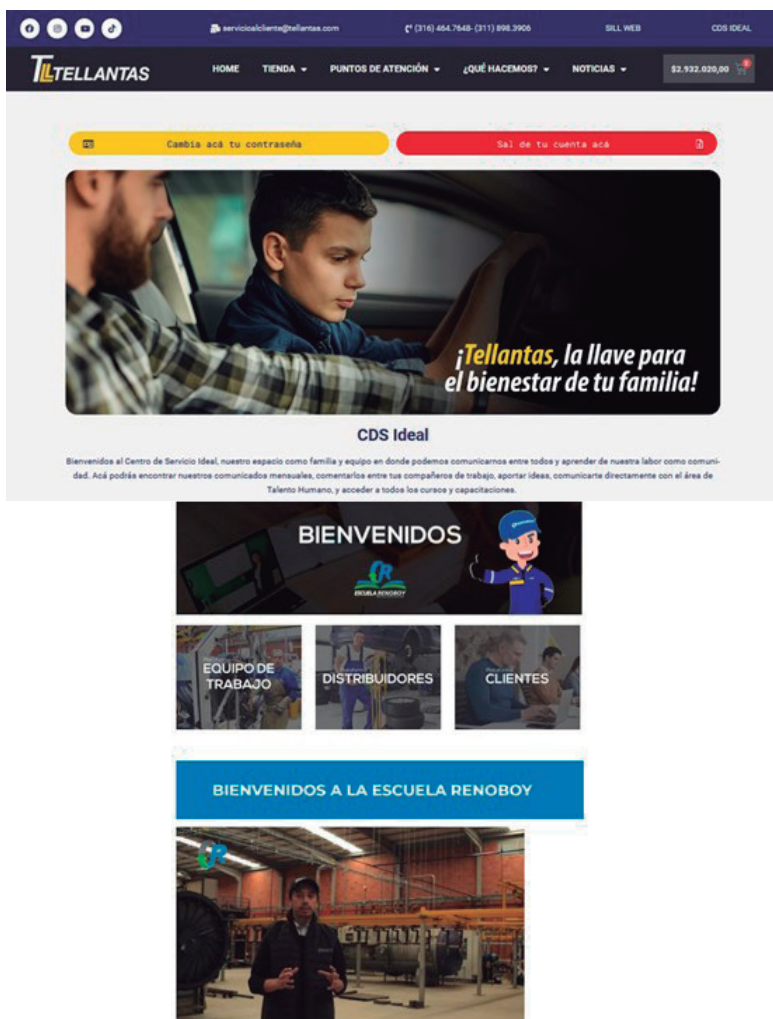 servicioalcliente@tellantas.com
(316) 464.7648- (311) 898.3906
SILL WEB
CDS IDEAL
TELLANTAS
HOME
TIENDA
PUNTOS DE ATENCIÓN
¿QUÉ HACEMOS?
NOTICIAS
$2.932.020,00
Cambia acá tu contraseña
Sal de tu cuenta acá
¡Tellantas, la llave para
el bienestar de tu familia!
CDS Ideal
Bienvenidos al Centro de Servicio Ideal, nuestro espacio como familia y equipo en donde podemos comunicarnos entre todos y aprender de nuestra labor como comuni-
dad. Acá podrás encontrar nuestros comunicados mensuales, comentarlos entre tus compañeros de trabajo, aportar ideas, comunicarte directamente con el área de
Talento Humano, y acceder a todos los cursos y capacitaciones.
BIENVENIDOS
ESCUELA RENOBOY
EQUIPO DE
TRABAJO
DISTRIBUIDORES
CLIENTES
BIENVENIDOS A LA ESCUELA RENOBOY